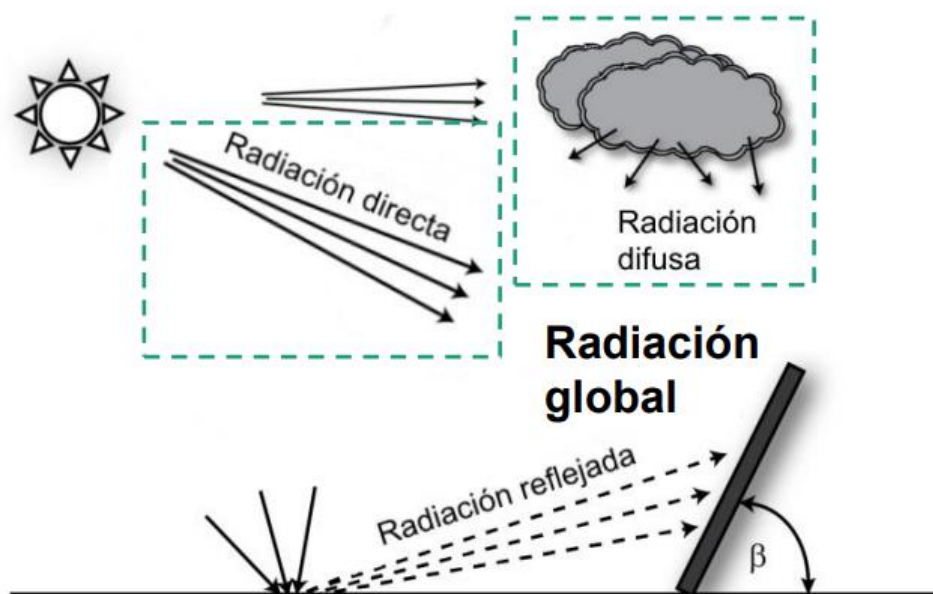 Radiación directa
Radiación
difusa
Radiación
global
Radiación reflejada
β